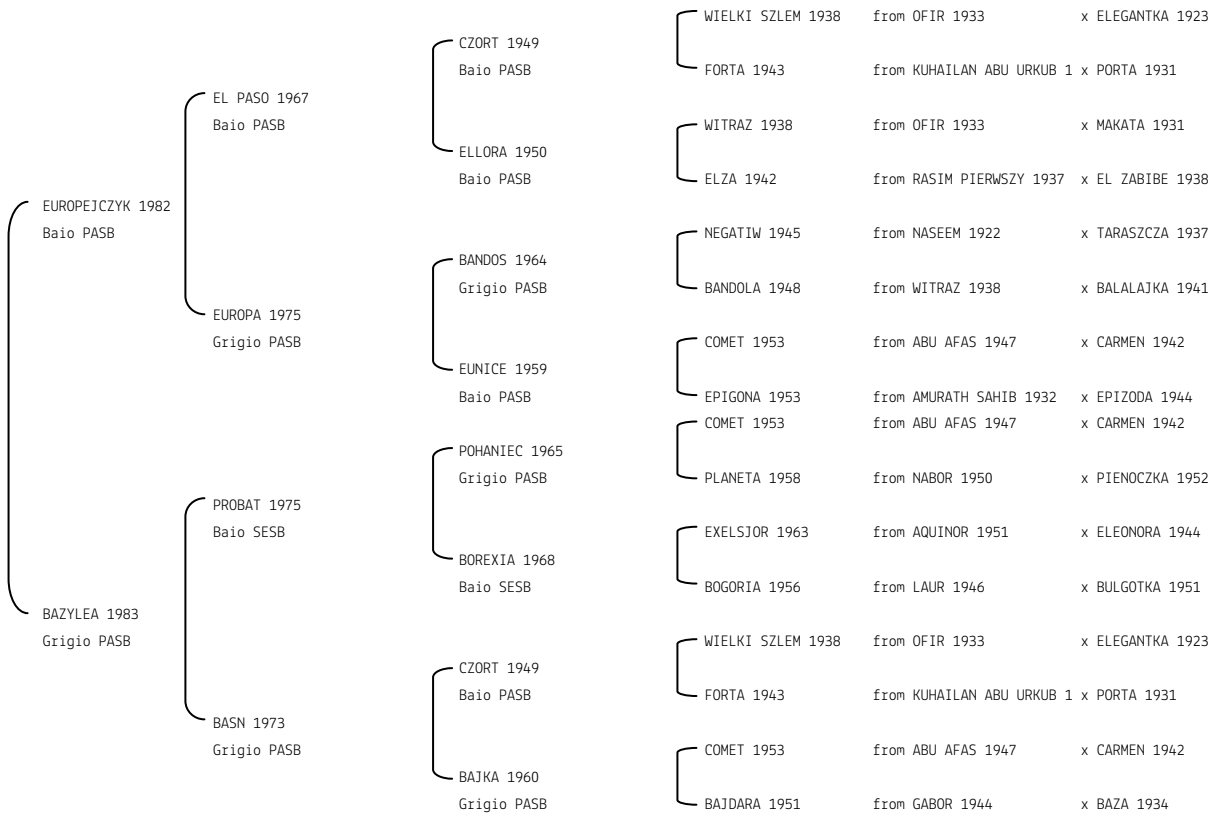 WIELKI SZLEM 1938 from OFIR 1933 x ELEGANTKA 1923
CZORT 1949
Baio PASB
FORTA 1943 from KUHAILAN ABU URKUB 1 x PORTA 1931
EL PASO 1967
Baio PASB
WITRAZ 1938 from OFIR 1933 x MAKATA 1931
ELLORA 1950
Baio PASB
ELZA 1942 from RASIM PIERWSZY 1937 x EL ZABIBE 1938
EUROPEJCZYK 1982
Baio PASB
NEGATIW 1945 from NASEEM 1922 x TARASZCZA 1937
BANDOS 1964
Grigio PASB
BANDOLA 1948 from WITRAZ 1938 x BALALAJKA 1941
EUROPA 1975
Grigio PASB
COMET 1953 from ABU AFAS 1947 x CARMEN 1942
EUNICE 1959
Baio PASB
EPIGONA 1953 from AMURATH SAHIB 1932 x EPIZODA 1944
COMET 1953 from ABU AFAS 1947 x CARMEN 1942
POHANIEC 1965
Grigio PASB
PLANETA 1958 from NABOR 1950 x PIENOCZKA 1952
PROBAT 1975
Baio SESB
EXELSJOR 1963 from AQUINOR 1951 x ELEONORA 1944
BOREXIA 1968
Baio SESB
BOGORIA 1956 from LAUR 1946 x BULGOTKA 1951
BAZYLEA 1983
Grigio PASB
WIELKI SZLEM 1938 from OFIR 1933 x ELEGANTKA 1923
CZORT 1949
Baio PASB
FORTA 1943 from KUHAILAN ABU URKUB 1 x PORTA 1931
BASN 1973
Grigio PASB
COMET 1953 from ABU AFAS 1947 x CARMEN 1942
BAJKA 1960
Grigio PASB
BAJDARA 1951 from GABOR 1944 x BAZA 1934